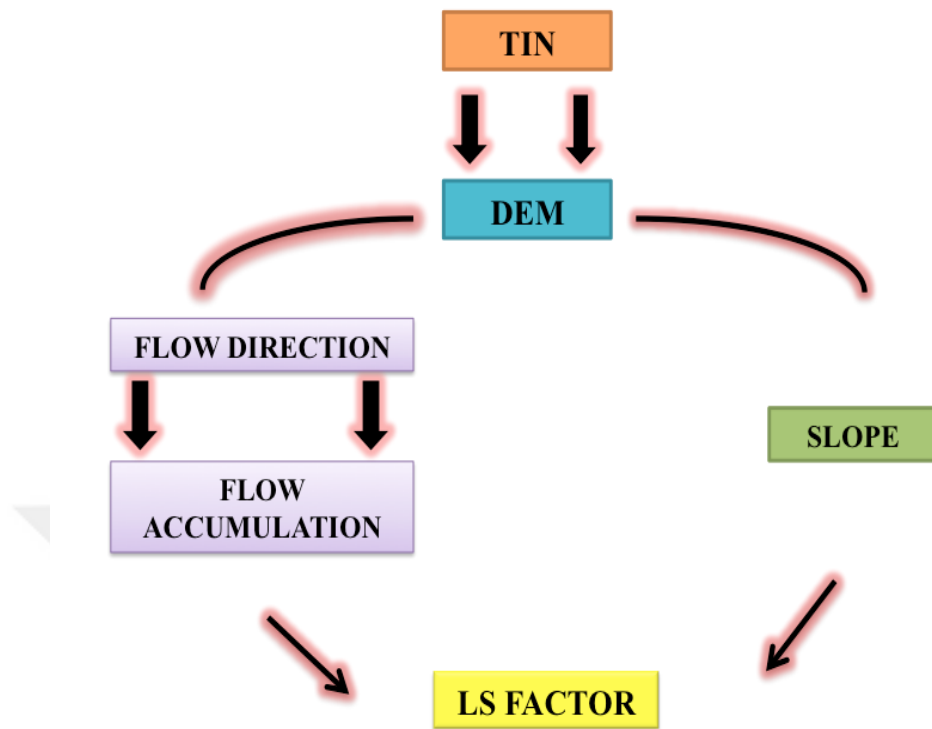 TIN
DEM
FLOW DIRECTION
FLOW
ACCUMULATION
SLOPE
LS FACTOR